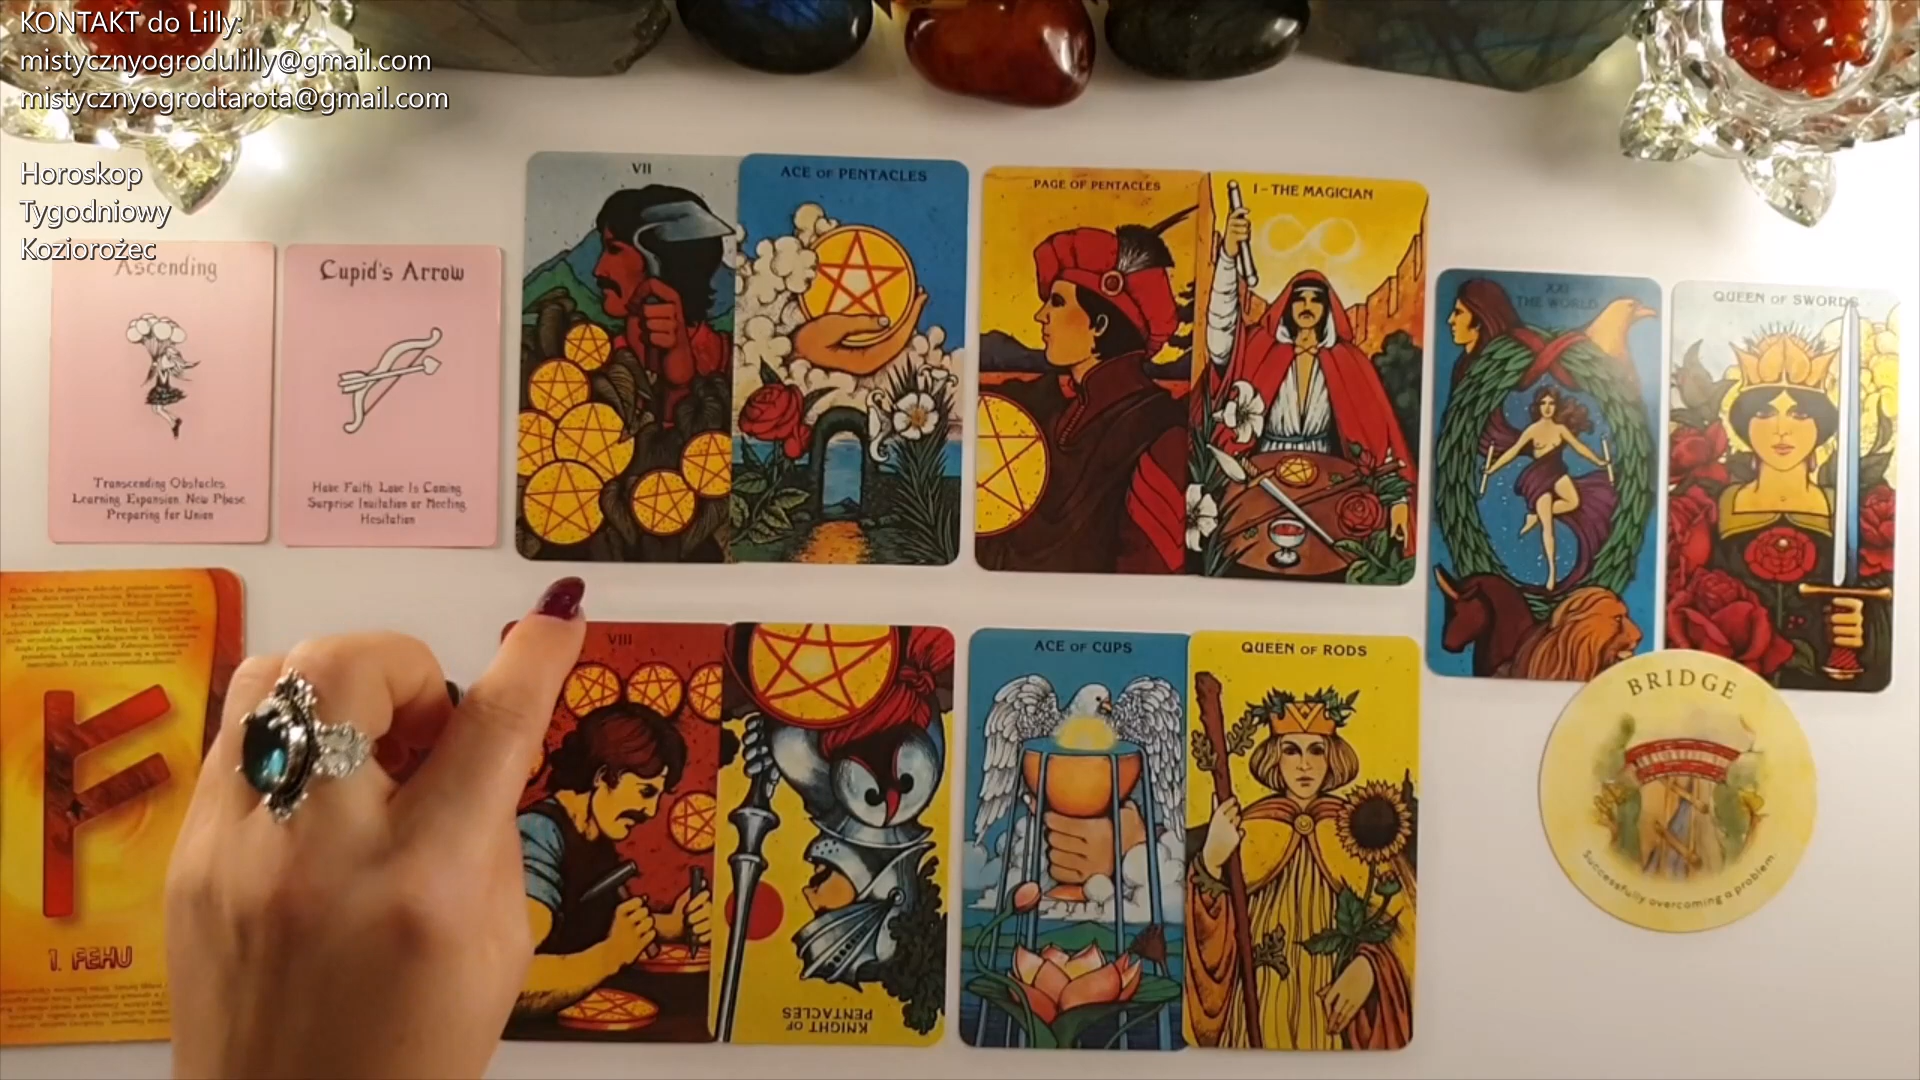 KONTAKT do Lilly:
mistycznyogrodulilly@gmail.com
mistycznyogrodtarota@gmail.com
Horoskop
Tygodniowy
Koziorożec
Ascending
Transcending Obstacles
Learning Expansion New Phase
Preparing for Union
Cupid's Arrow
Have Faith Love Is Coming
Surprise Invitation or Meeting
Hesitation
VII
ACE OF PENTACLES
PAGE OF PENTACLES
I - THE MAGICIAN
XXI
THE WORLD
QUEEN OF SWORDS
1. FEHU
VIII
KNIGHT OF
PENTACLES
ACE OF CUPS
QUEEN OF RODS
BRIDGE
Successfully overcoming a problem